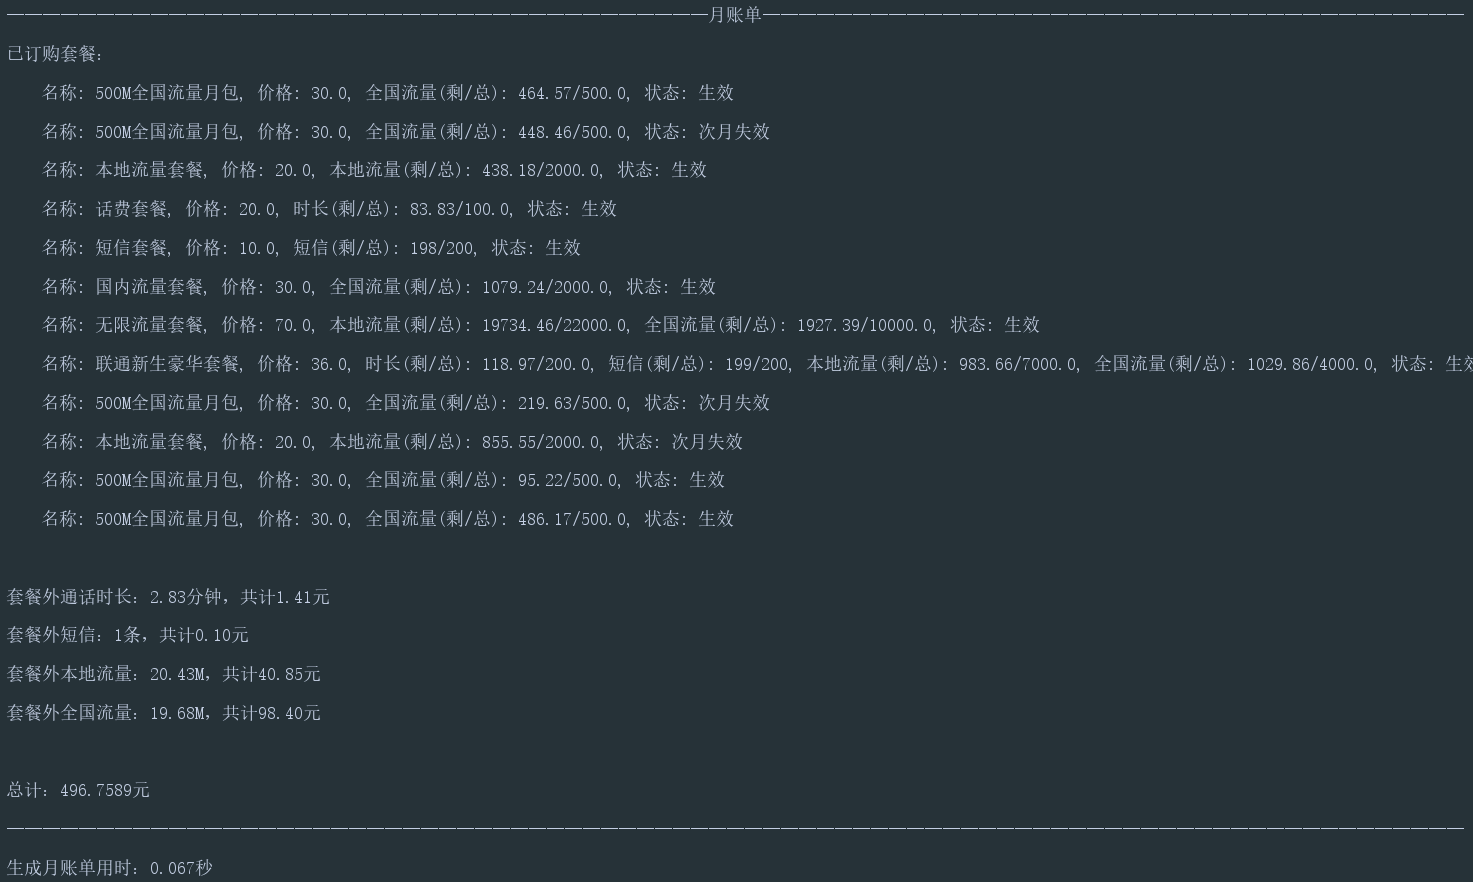 ————————————————————————————————————————月账单————————————————————————————————————————
已订购套餐:
名称: 500M全国流量月包, 价格: 30.0, 全国流量(剩/总): 464.57/500.0, 状态: 生效
名称: 500M全国流量月包, 价格: 30.0, 全国流量(剩/总): 448.46/500.0, 状态: 次月失效
名称: 本地流量套餐, 价格: 20.0, 本地流量(剩/总): 438.18/2000.0, 状态: 生效
名称: 话费套餐, 价格: 20.0, 时长(剩/总): 83.83/100.0, 状态: 生效
名称: 短信套餐, 价格: 10.0, 短信(剩/总): 198/200, 状态: 生效
名称: 国内流量套餐, 价格: 30.0, 全国流量(剩/总): 1079.24/2000.0, 状态: 生效
名称: 无限流量套餐, 价格: 70.0, 本地流量(剩/总): 19734.46/22000.0, 全国流量(剩/总): 1927.39/10000.0, 状态: 生效
名称: 联通新生豪华套餐, 价格: 36.0, 时长(剩/总): 118.97/200.0, 短信(剩/总): 199/200, 本地流量(剩/总): 983.66/7000.0, 全国流量(剩/总): 1029.86/4000.0, 状态: 生效
名称: 500M全国流量月包, 价格: 30.0, 全国流量(剩/总): 219.63/500.0, 状态: 次月失效
名称: 本地流量套餐, 价格: 20.0, 本地流量(剩/总): 855.55/2000.0, 状态: 次月失效
名称: 500M全国流量月包, 价格: 30.0, 全国流量(剩/总): 95.22/500.0, 状态: 生效
名称: 500M全国流量月包, 价格: 30.0, 全国流量(剩/总): 486.17/500.0, 状态: 生效
套餐外通话时长：2.83分钟，共计1.41元
套餐外短信：1条，共计0.10元
套餐外本地流量：20.43M，共计40.85元
套餐外全国流量：19.68M，共计98.40元
总计：496.7589元
—————————————————————————————————————————————————————————————————————————————————
生成月账单用时：0.067秒